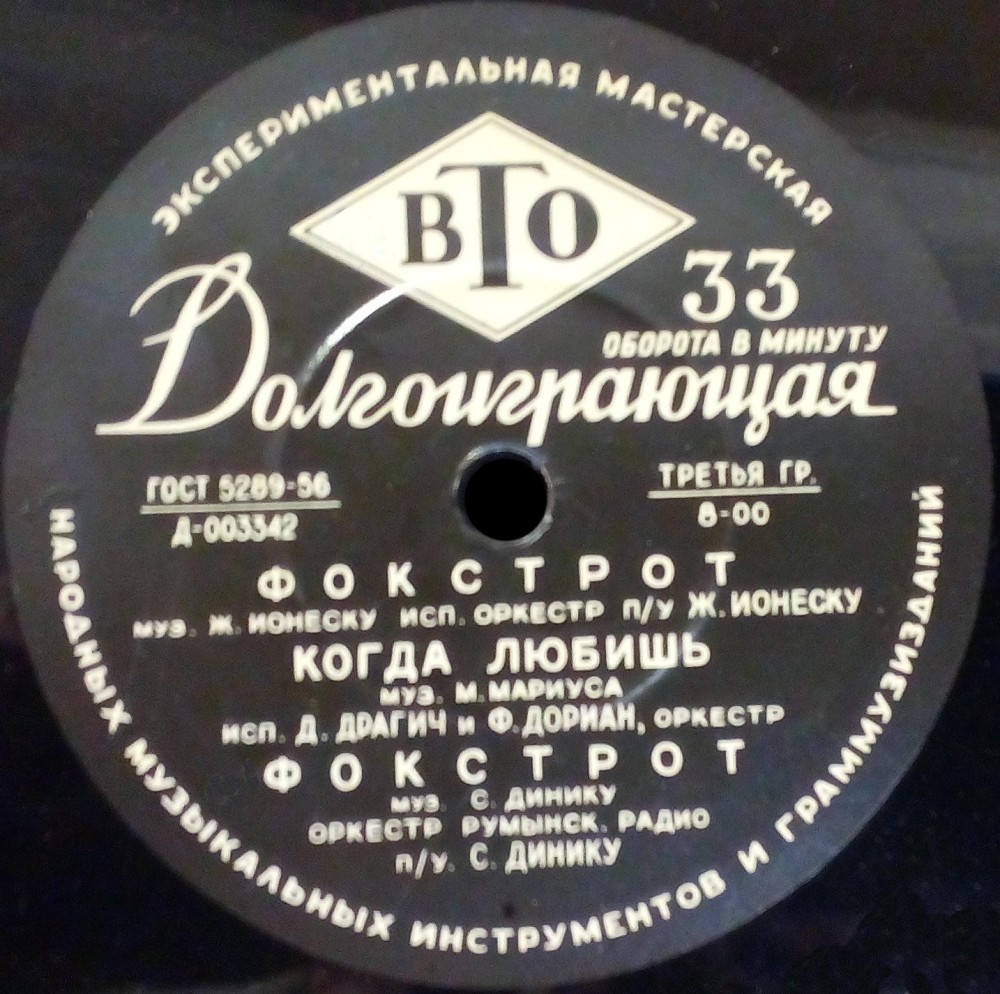 ЭКСПЕРИМЕНТАЛЬНАЯ МАСТЕРСКАЯ
ВТО
33
ОБОРОТА В МИНУТУ
Долгоиграющая
ГОСТ 5289-56
Д-003342
ТРЕТЬЯ ГР.
8-00
ФОКСТРОТ
МУЗ. Ж. ИОНЕСКУ ИСП. ОРКЕСТР П/У Ж. ИОНЕСКУ
КОГДА ЛЮБИШЬ
МУЗ. М. МАРИУСА
ИСП. Д. ДРАГИЧ и Ф. ДОРИАН, ОРКЕСТР
ФОКСТРОТ
МУЗ. С. ДИНИКУ
ОРКЕСТР РУМЫНСК. РАДИО
П/У. С. ДИНИКУ
НАРОДНЫХ МУЗЫКАЛЬНЫХ ИНСТРУМЕНТОВ И ГРАММУЗИЗДАНИЙ